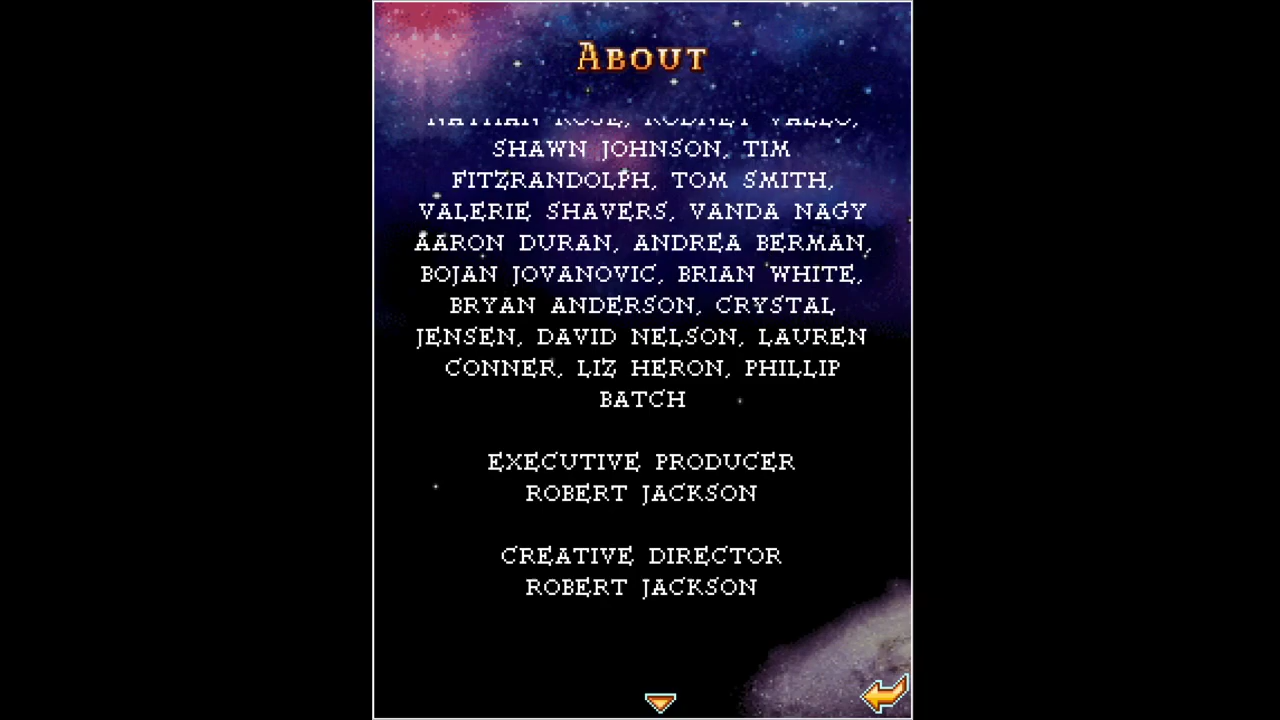 ABOUT
SHAWN JOHNSON, TIM
FITZRANDOLPH, TOM SMITH,
VALERIE SHAVERS, VANDA NAGY
AARON DURAN, ANDREA BERMAN,
BOJAN JOVANOVIC, BRIAN WHITE,
BRYAN ANDERSON, CRYSTAL
JENSEN, DAVID NELSON, LAUREN
CONNER, LIZ HERON, PHILLIP
BATCH
EXECUTIVE PRODUCER
ROBERT JACKSON
CREATIVE DIRECTOR
ROBERT JACKSON